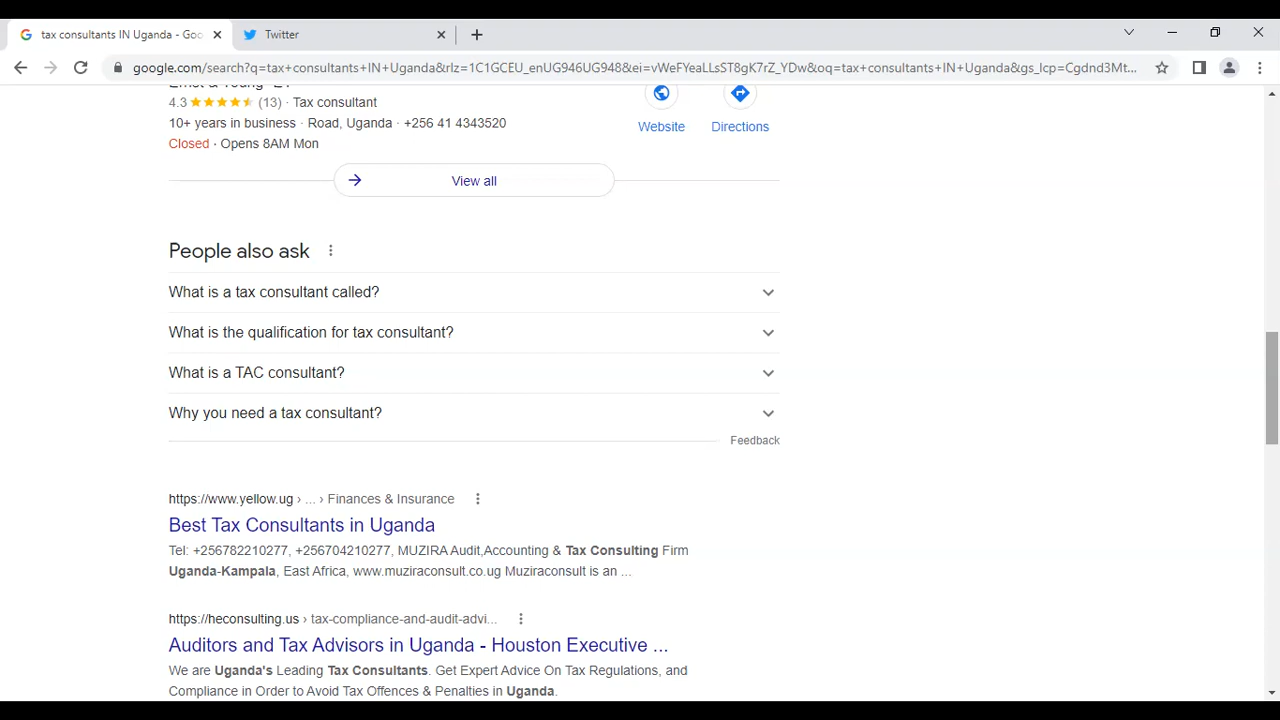 tax consultants IN Uganda - Goo
Twitter
google.com/search?q=tax+consultants+IN+Uganda&rlz=1C1GCEU_enUG946UG948&ei=vWeFYeaLLsST8gK7rZ_YDw&oq=tax+consultants+IN+Uganda&gs_lcp=Cgdnd3Mt...
4.3 (13) · Tax consultant
10+ years in business · Road, Uganda · +256 41 4343520
Website
Directions
Closed · Opens 8AM Mon
View all
People also ask
What is a tax consultant called?
What is the qualification for tax consultant?
What is a TAC consultant?
Why you need a tax consultant?
Feedback
https://www.yellow.ug › ... › Finances & Insurance
Best Tax Consultants in Uganda
Tel: +256782210277, +256704210277, MUZIRA Audit,Accounting & Tax Consulting Firm
Uganda-Kampala, East Africa, www.muziraconsult.co.ug Muziraconsult is an ...
https://heconsulting.us › tax-compliance-and-audit-advi...
Auditors and Tax Advisors in Uganda - Houston Executive ...
We are Uganda's Leading Tax Consultants. Get Expert Advice On Tax Regulations, and
Compliance in Order to Avoid Tax Offences & Penalties in Uganda.